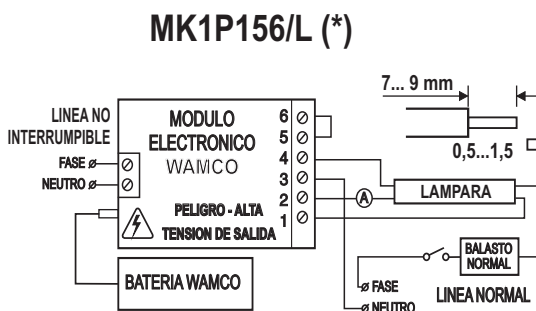 MK1P156/L (*)
7... 9 mm
0,5...1,5
LINEA NO
INTERRUMPIBLE
FASE
NEUTRO
MODULO
ELECTRONICO
WAMCO
PELIGRO - ALTA
TENSION DE SALIDA
6
5
4
3
2
1
A
LAMPARA
BATERIA WAMCO
BALASTO
NORMAL
FASE
NEUTRO
LINEA NORMAL